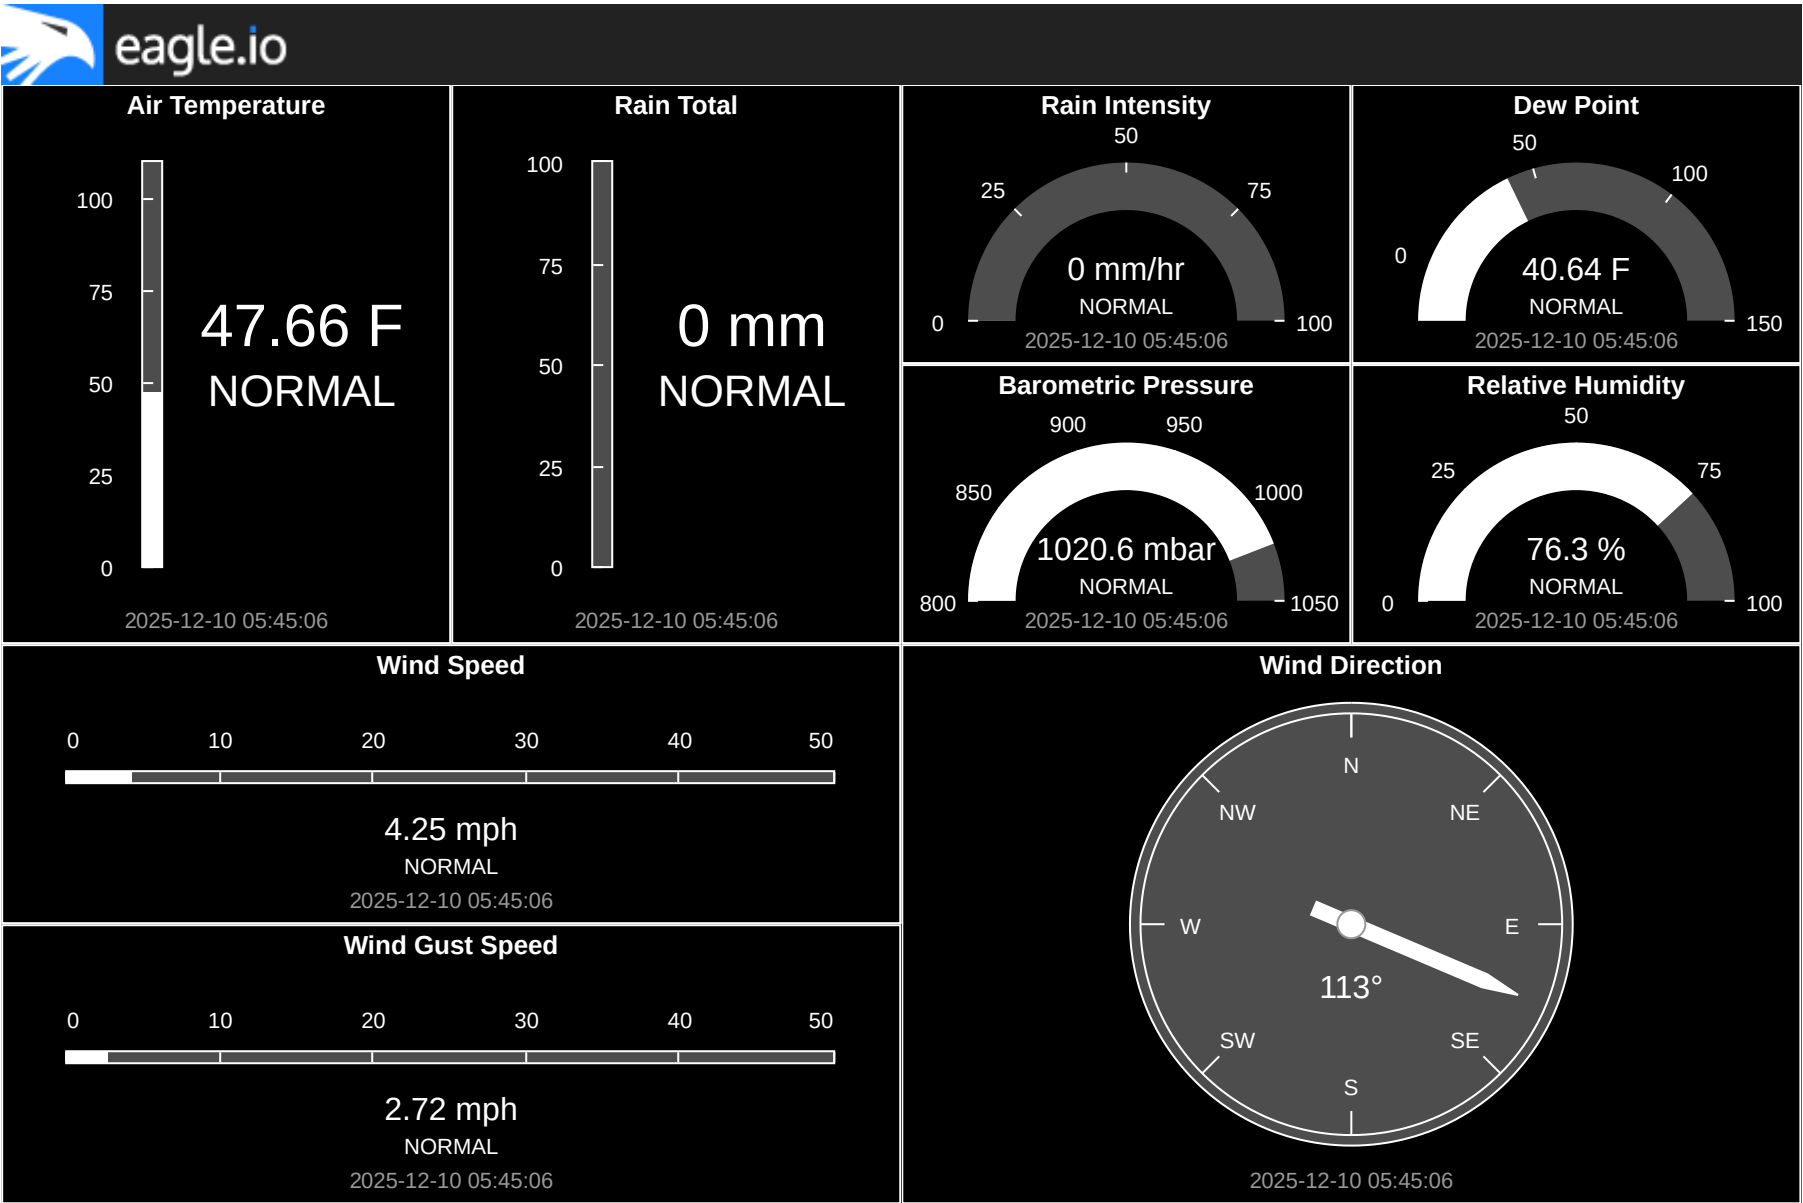 eagle.io
Air Temperature
100
75
50
25
0
47.66 F
NORMAL
2025-12-10 05:45:06
Rain Total
100
75
50
25
0
0 mm
NORMAL
2025-12-10 05:45:06
Rain Intensity
50
25 75
0 100
0 mm/hr
NORMAL
2025-12-10 05:45:06
Dew Point
50
100
0
150
40.64 F
NORMAL
2025-12-10 05:45:06
Barometric Pressure
900 950
850 1000
800 1050
1020.6 mbar
NORMAL
2025-12-10 05:45:06
Relative Humidity
50
25 75
0 100
76.3 %
NORMAL
2025-12-10 05:45:06
Wind Speed
0 10 20 30 40 50
4.25 mph
NORMAL
2025-12-10 05:45:06
Wind Gust Speed
0 10 20 30 40 50
2.72 mph
NORMAL
2025-12-10 05:45:06
Wind Direction
N
NW NE
W E
113°
SW SE
S
2025-12-10 05:45:06